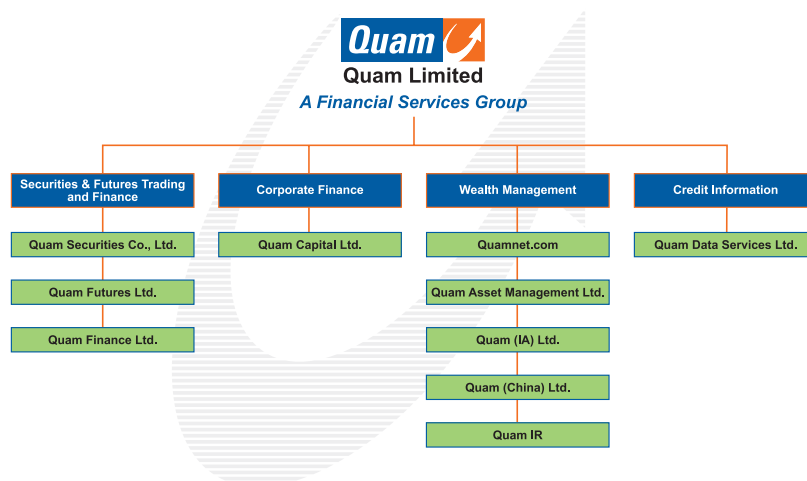 Quam
Quam Limited
A Financial Services Group
Securities & Futures Trading
and Finance
Corporate Finance
Wealth Management
Credit Information
Quam Securities Co., Ltd.
Quam Capital Ltd.
Quamnet.com
Quam Data Services Ltd.
Quam Futures Ltd.
Quam Asset Management Ltd.
Quam Finance Ltd.
Quam (IA) Ltd.
Quam (China) Ltd.
Quam IR